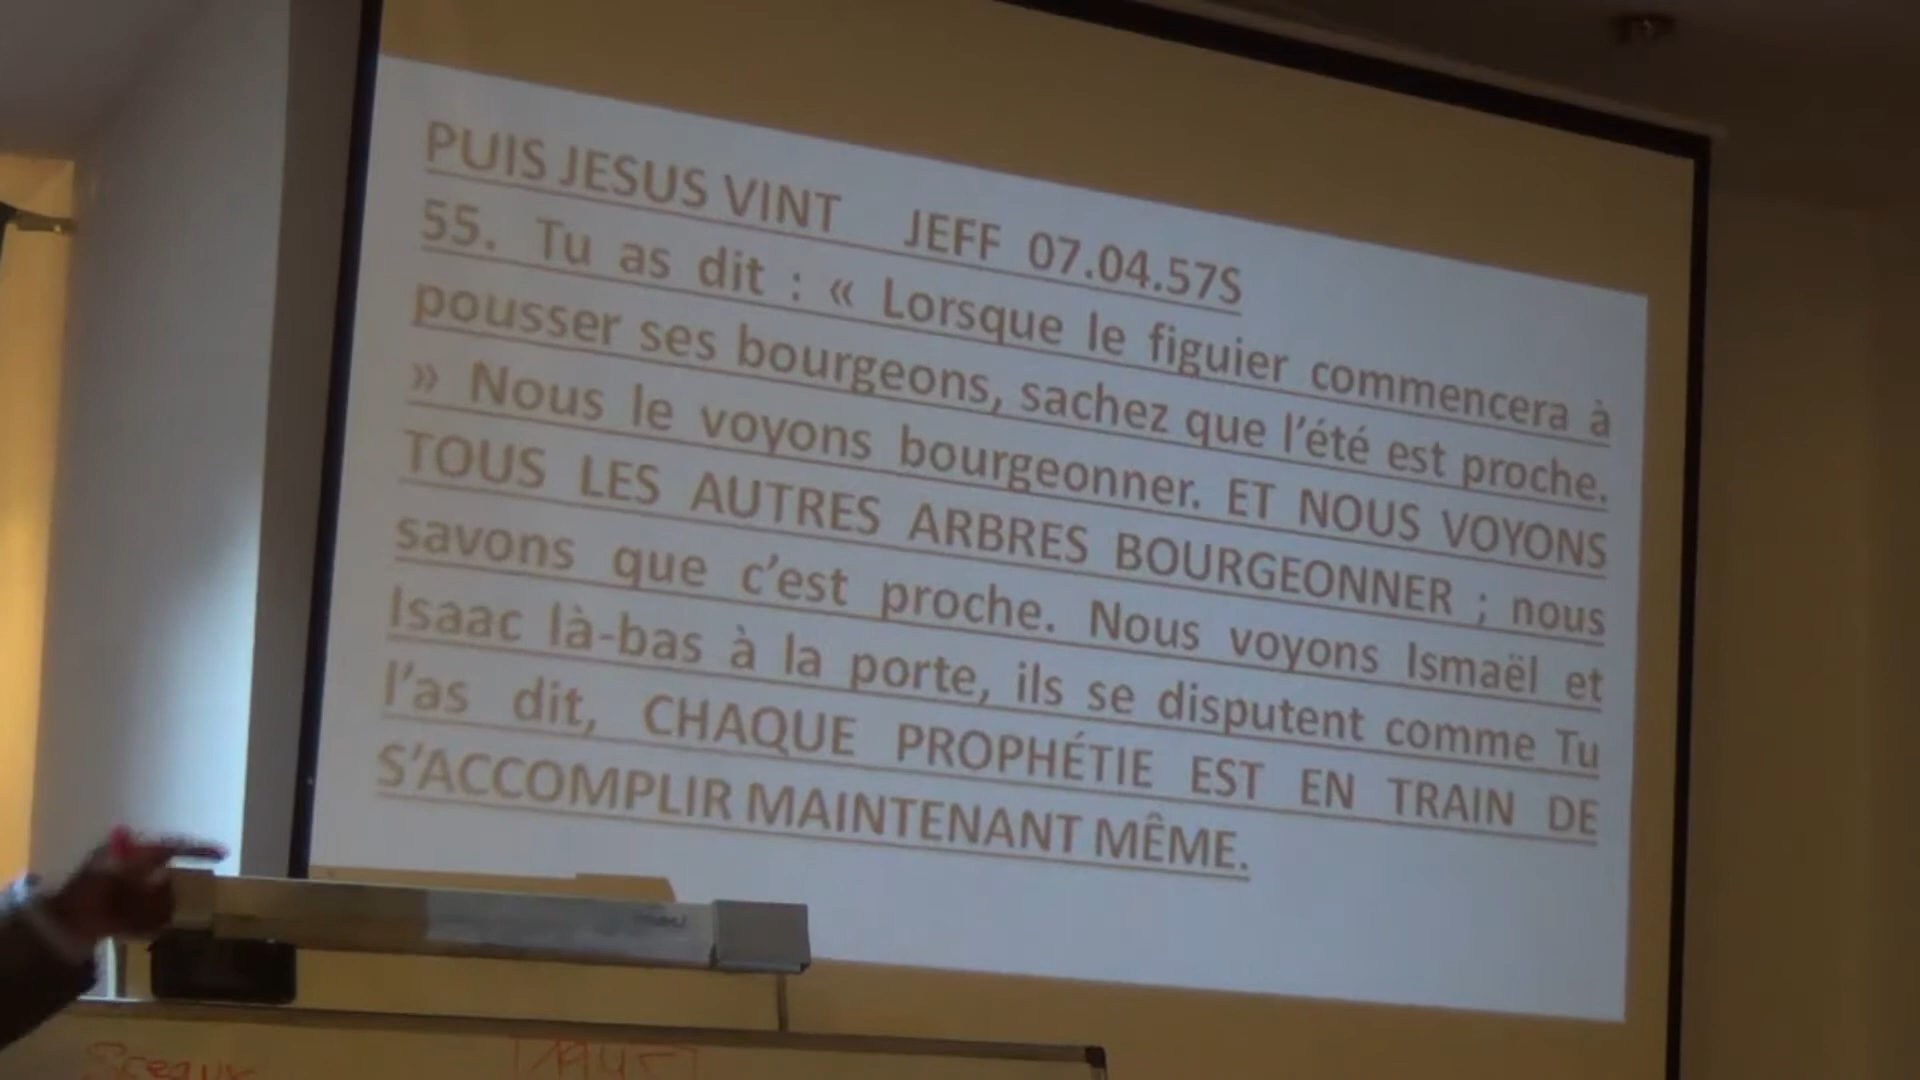 PUIS JESUS VINT JEFF 07.04.57S
55. Tu as dit : « Lorsque le figuier commencera à
pousser ses bourgeons, sachez que l'été est proche.
» Nous le voyons bourgeonner. ET NOUS VOYONS
TOUS LES AUTRES ARBRES BOURGEONNER ; nous
savons que c'est proche. Nous voyons Ismaël et
Isaac là-bas à la porte, ils se disputent comme Tu
l'as dit, CHAQUE PROPHÉTIE EST EN TRAIN DE
S'ACCOMPLIR MAINTENANT MÊME.
Sceaux